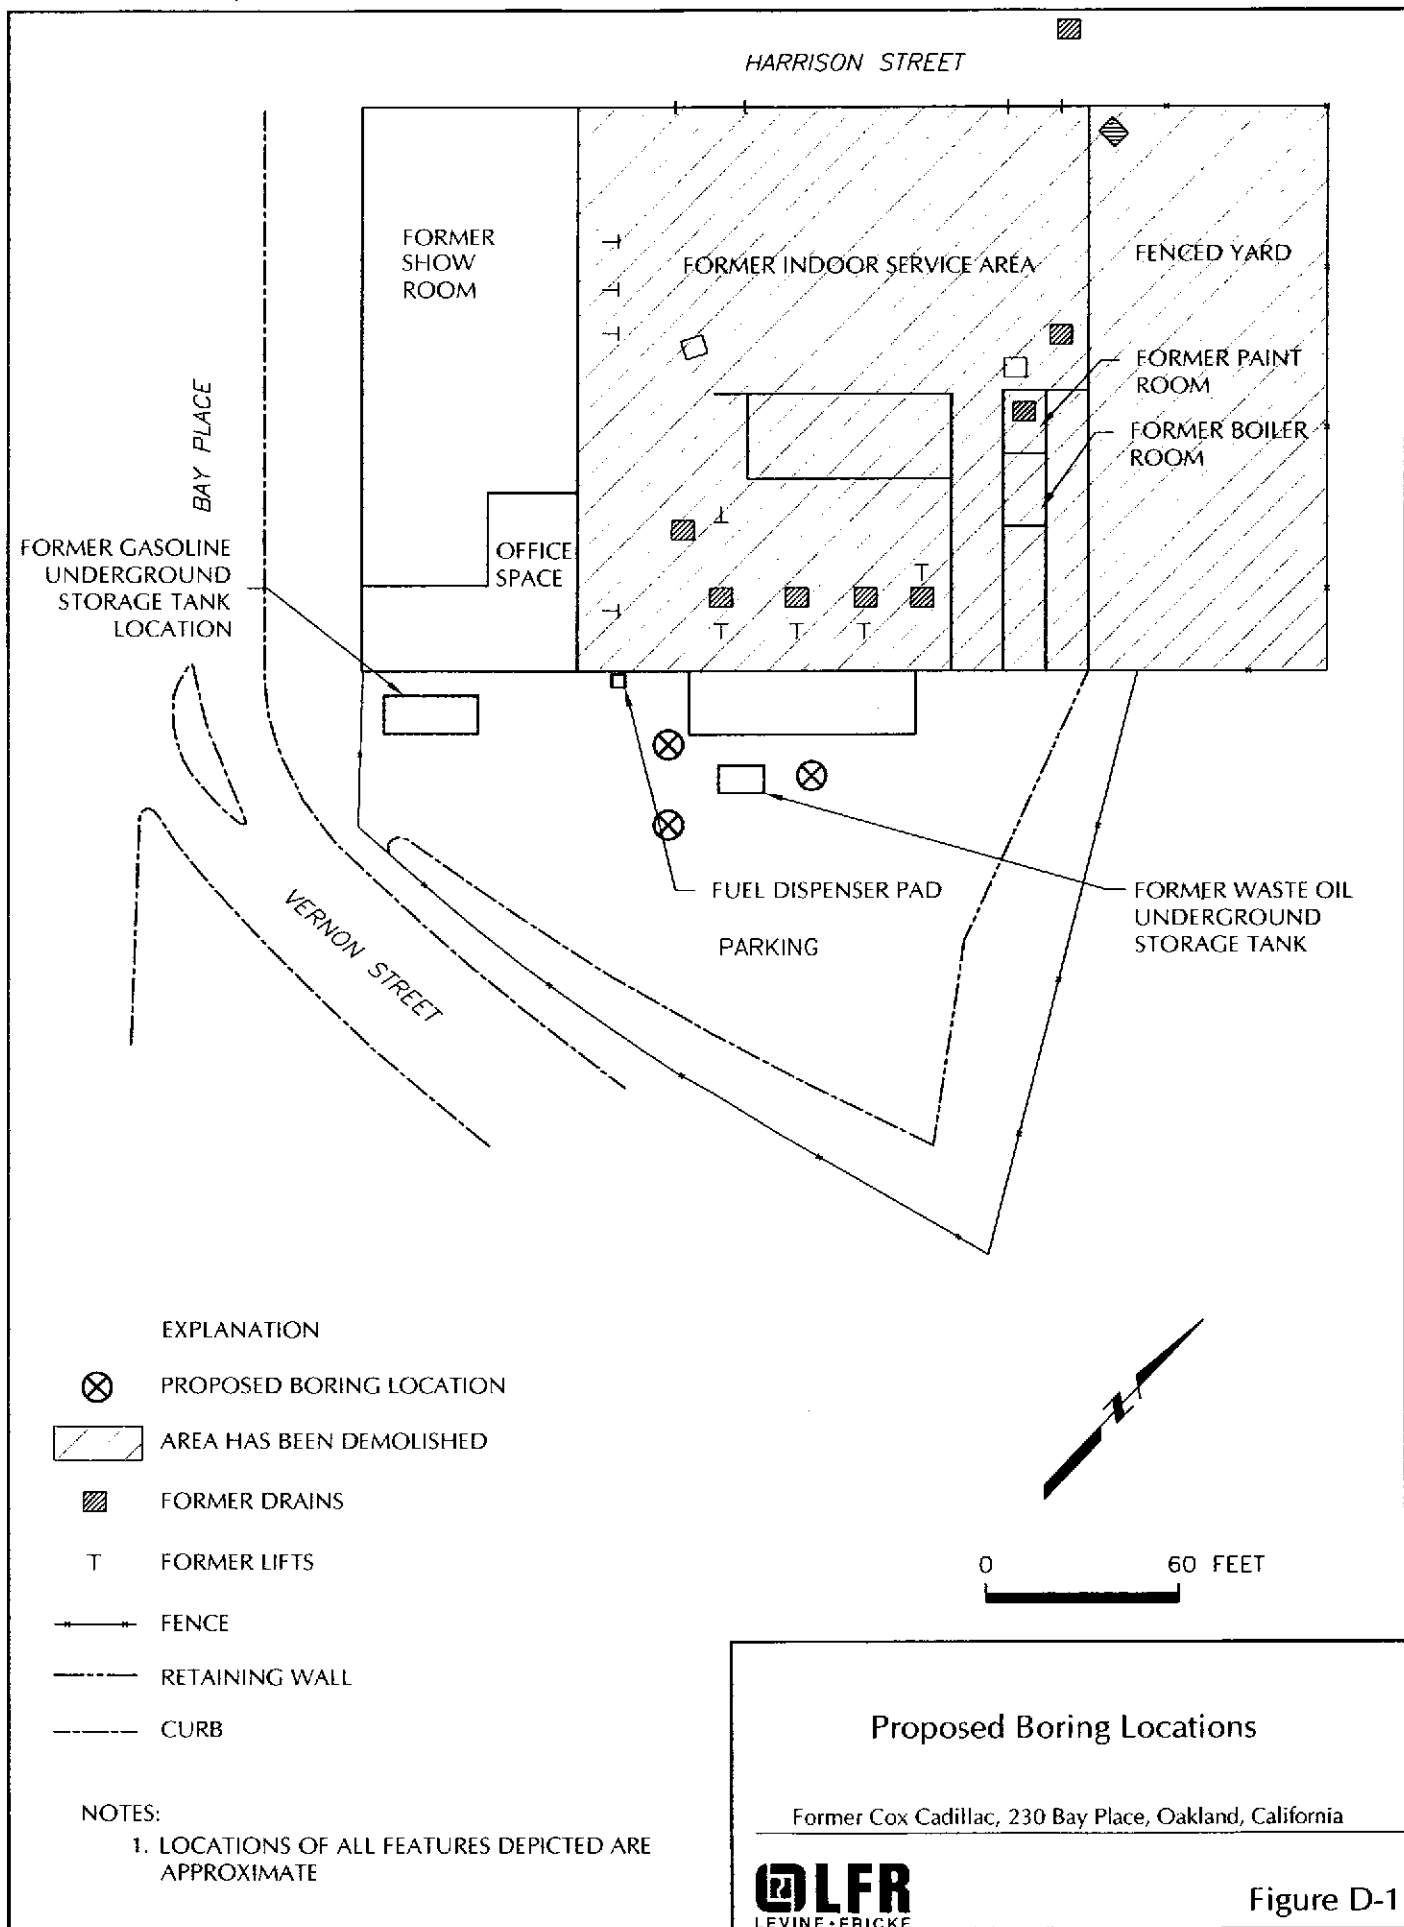 HARRISON STREET
FORMER
SHOW
ROOM
FORMER INDOOR SERVICE AREA
FENCED YARD
BAY PLACE
FORMER PAINT
ROOM
FORMER BOILER
ROOM
FORMER GASOLINE
UNDERGROUND
STORAGE TANK
LOCATION
OFFICE
SPACE
T
T
T
T
T
T
T
T
T
FUEL DISPENSER PAD
FORMER WASTE OIL
UNDERGROUND
STORAGE TANK
PARKING
VERNON STREET
EXPLANATION
PROPOSED BORING LOCATION
AREA HAS BEEN DEMOLISHED
FORMER DRAINS
T FORMER LIFTS
FENCE
RETAINING WALL
CURB
N
0 60 FEET
NOTES:
1. LOCATIONS OF ALL FEATURES DEPICTED ARE
APPROXIMATE
Proposed Boring Locations
Former Cox Cadillac, 230 Bay Place, Oakland, California
LFR
LEVINE·FRICKE
Figure D-1